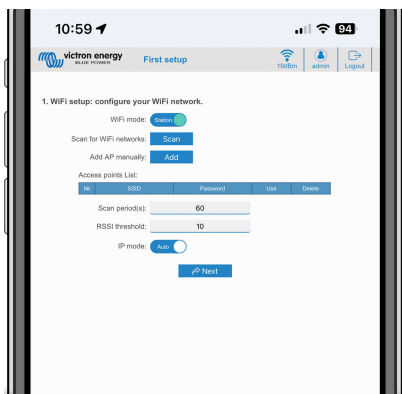 10:59
94
victron energy
BLUE POWER
First setup
19dBm
admin
Logout
1. WiFi setup: configure your WiFi network.
WiFi mode: Station
Scan for WiFi networks: Scan
Add AP manually: Add
Access points List:
№ SSID Password Use Delete
Scan period(s): 60
RSSI threshold: 10
IP mode: Auto
Next